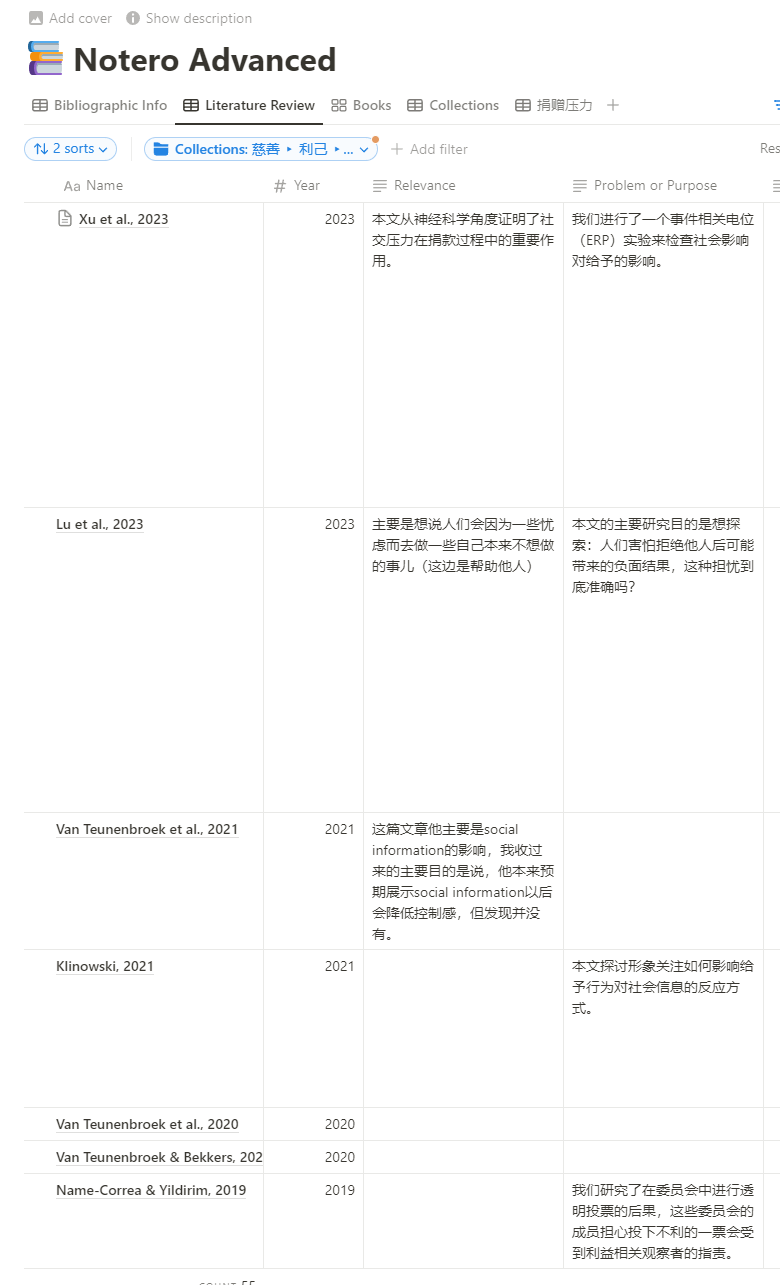 Add cover Show description
Notero Advanced
Bibliographic Info Literature Review Books Collections 捐赠压力
2 sorts Collections: 慈善 ▸ 利己 ▸... Add filter Res
Aa Name # Year Relevance Problem or Purpose
Xu et al., 2023
2023
本文从神经科学角度证明了社
交压力在捐款过程中的重要作
用。
我们进行了一个事件相关电位
（ERP）实验来检查社会影响
对给予的影响。
Lu et al., 2023
2023
主要是想说人们会因为一些忧
虑而去做一些自己本来不想做
的事儿（这边是帮助他人）
本文的主要研究目的是想探
索：人们害怕拒绝他人后可能
带来的负面结果，这种担忧到
底准确吗？
Van Teunenbroek et al., 2021
2021
这篇文章他主要是social
information的影响，我收过
来的主要目的是说，他本来预
期展示social information以后
会降低控制感，但发现并没
有。
Klinowski, 2021
2021
本文探讨形象关注如何影响给
予行为对社会信息的反应方
式。
Van Teunenbroek et al., 2020
2020
Van Teunenbroek & Bekkers, 202
2020
Name-Correa & Yildirim, 2019
2019
我们研究了在委员会中进行透
明投票的后果，这些委员会的
成员担心投下不利的一票会受
到利益相关观察者的指责。